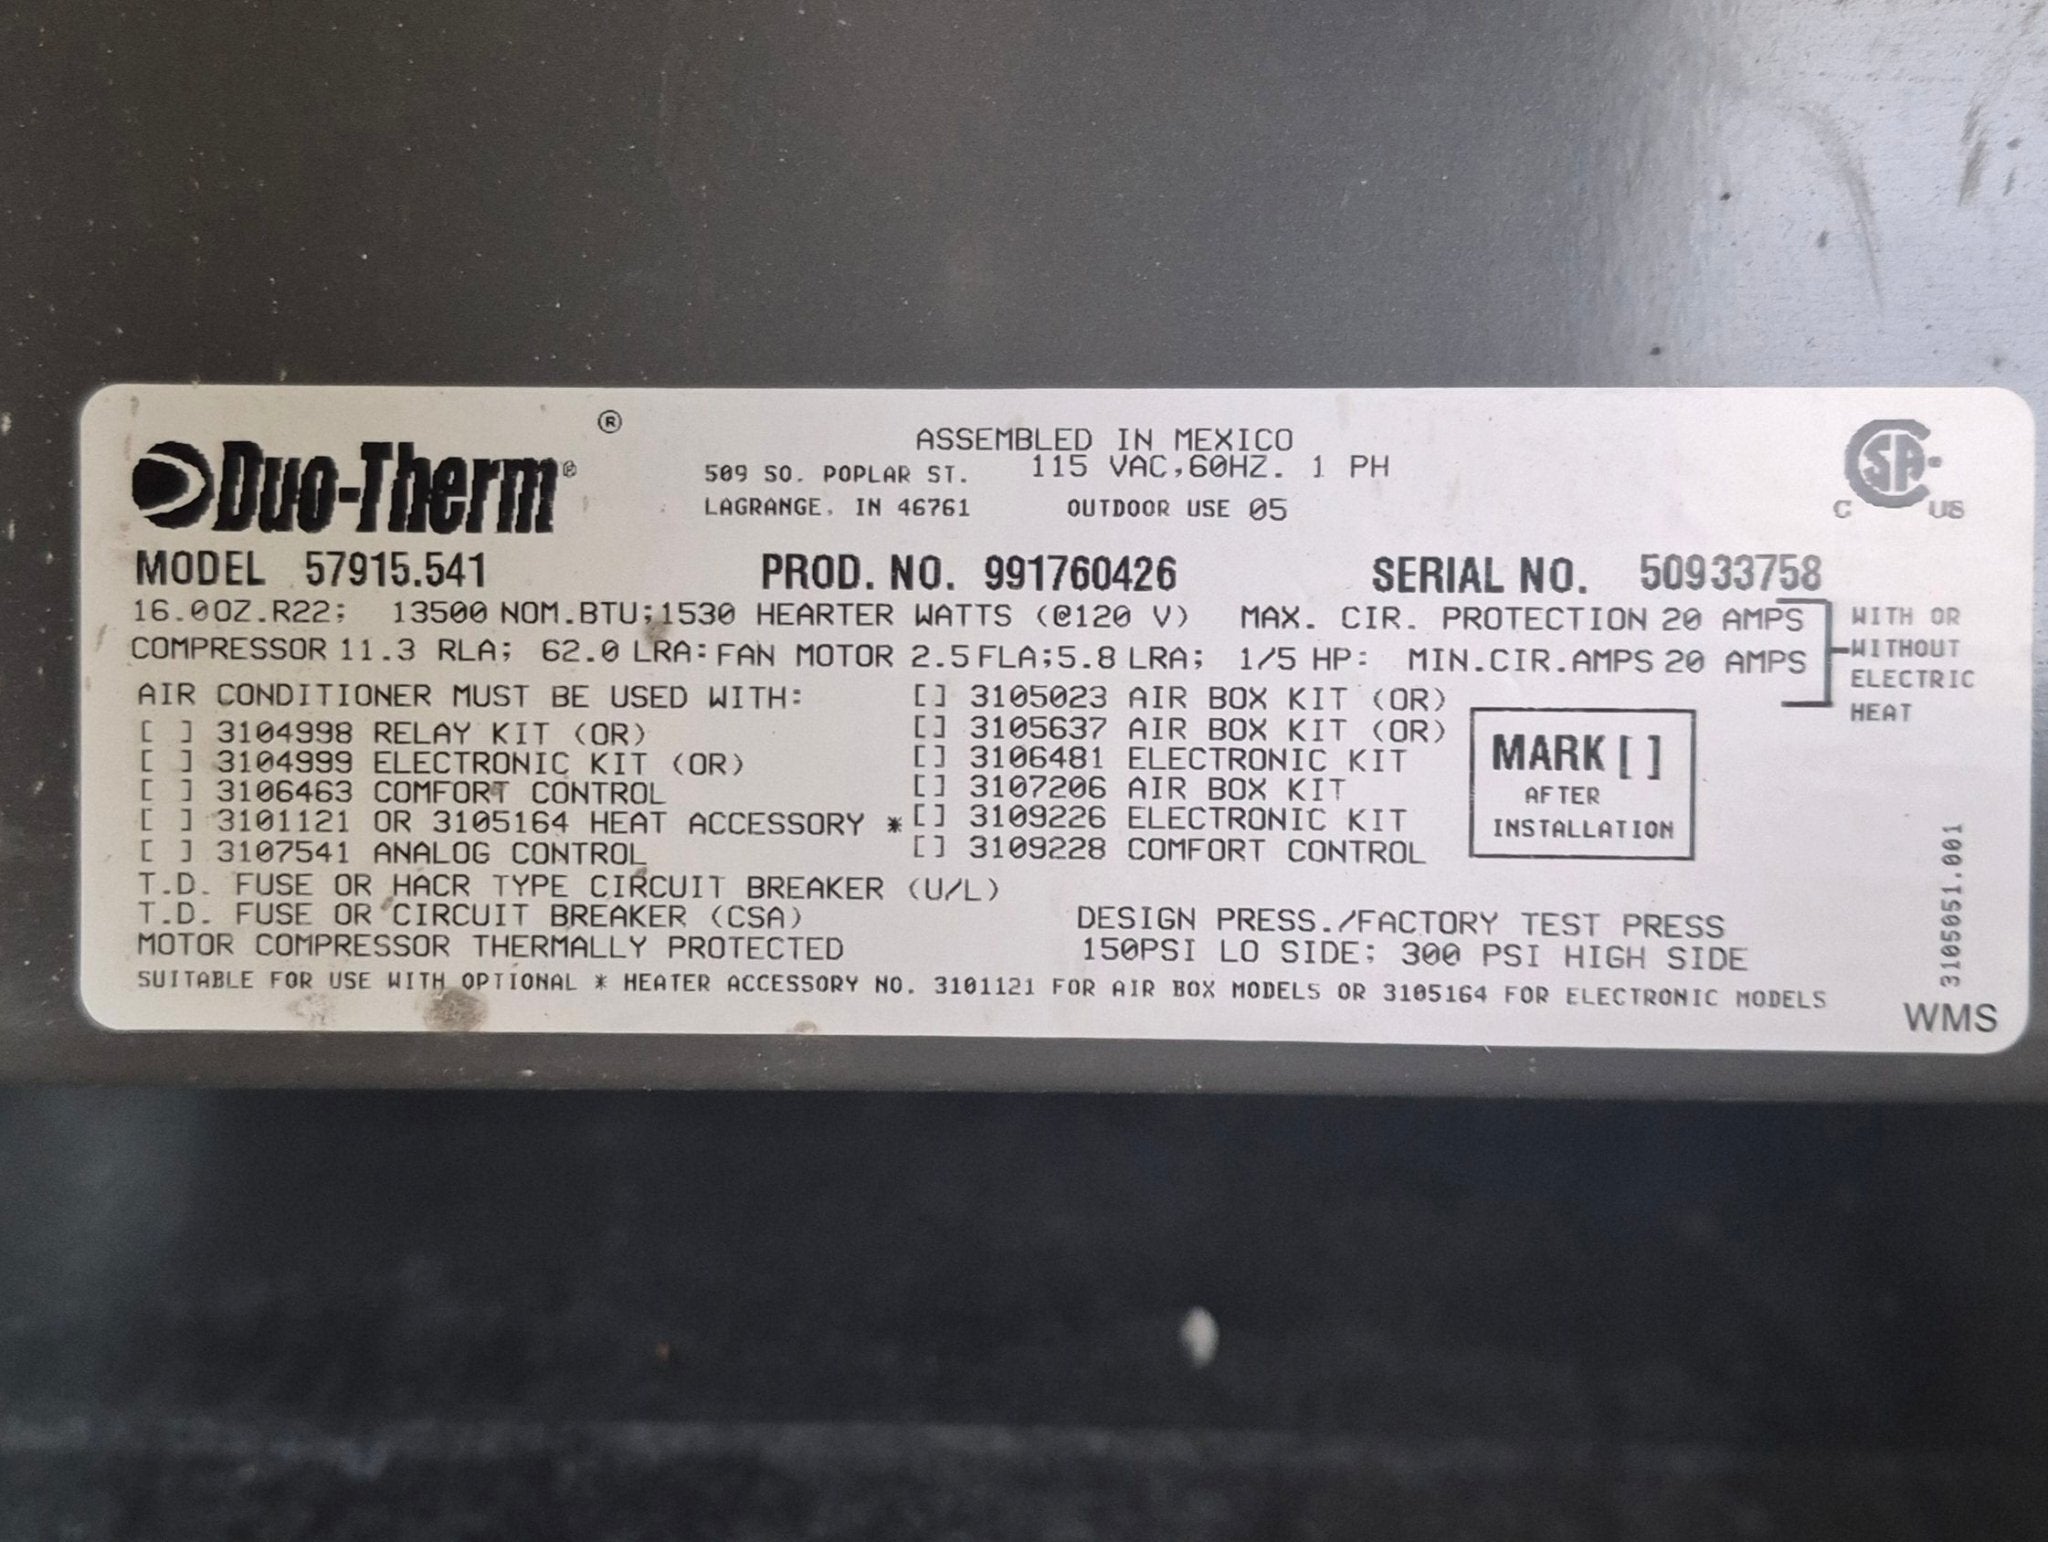 ®
Duo-Therm®
ASSEMBLED IN MEXICO
509 SO. POPLAR ST. 115 VAC,60HZ. 1 PH
LAGRANGE, IN 46761 OUTDOOR USE 05
SA
C US
MODEL 57915.541 PROD. NO. 991760426 SERIAL NO. 50933758
16.0OZ.R22; 13500 NOM.BTU;1530 HEARTER WATTS (@120 V) MAX. CIR. PROTECTION 20 AMPS
COMPRESSOR 11.3 RLA; 62.0 LRA: FAN MOTOR 2.5 FLA;5.8 LRA; 1/5 HP: MIN.CIR.AMPS 20 AMPS
WITH OR
WITHOUT
ELECTRIC
HEAT
AIR CONDITIONER MUST BE USED WITH:
[ ] 3104998 RELAY KIT (OR)
[ ] 3104999 ELECTRONIC KIT (OR)
[ ] 3106463 COMFORT CONTROL
[ ] 3101121 OR 3105164 HEAT ACCESSORY *
[ ] 3107541 ANALOG CONTROL
[] 3105023 AIR BOX KIT (OR)
[] 3105637 AIR BOX KIT (OR)
[] 3106481 ELECTRONIC KIT
[] 3107206 AIR BOX KIT
[] 3109226 ELECTRONIC KIT
[] 3109228 COMFORT CONTROL
MARK [ ]
AFTER
INSTALLATION
T.D. FUSE OR HACR TYPE CIRCUIT BREAKER (U/L)
T.D. FUSE OR CIRCUIT BREAKER (CSA)
MOTOR COMPRESSOR THERMALLY PROTECTED
DESIGN PRESS./FACTORY TEST PRESS
150PSI LO SIDE; 300 PSI HIGH SIDE
SUITABLE FOR USE WITH OPTIONAL * HEATER ACCESSORY NO. 3101121 FOR AIR BOX MODELS OR 3105164 FOR ELECTRONIC MODELS
3105051.001
WMS